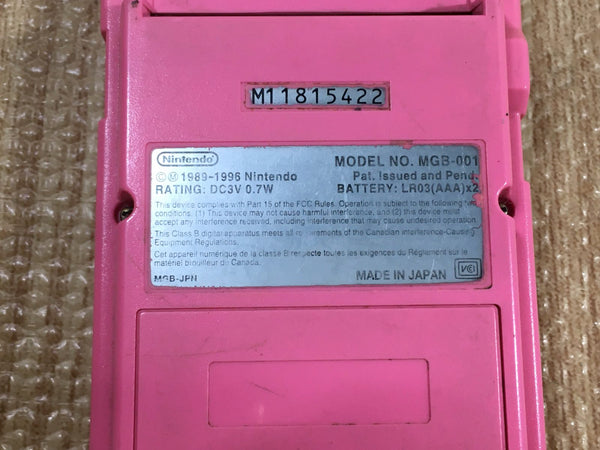 M11815422
Nintendo
©Ⓜ 1989-1996 Nintendo
RATING: DC3V 0.7W
MODEL NO. MGB-001
Pat. Issued and Pend.
BATTERY: LR03(AAA)x2
This device complies with Part 15 of the FCC Rules. Operation is subject to the following two
conditions. (1) This device may not cause harmful interference, and (2) this device must
accept any interference received, including interference that may cause undesired operation.
This Class B digital apparatus meets all requirements of the Canadian Interference-Causing
Equipment Regulations.
Cet appareil numérique de la classe B respecte toutes les exigences du Réglement sur le
matériel brouilleur du Canada.
MGB-JPN
MADE IN JAPAN